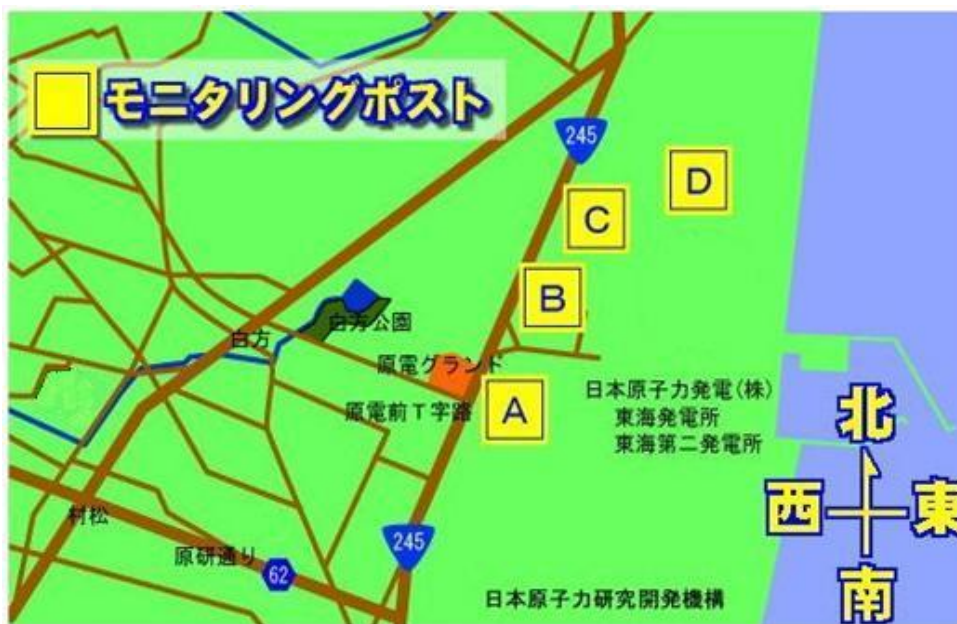 モニタリングポスト
245
D
C
B
白方公園
白方
原電グランド
日本原子力発電(株)
東海発電所
東海第二発電所
A
原電前T字路
北
西
東
南
村松
原研通り
62
245
日本原子力研究開発機構